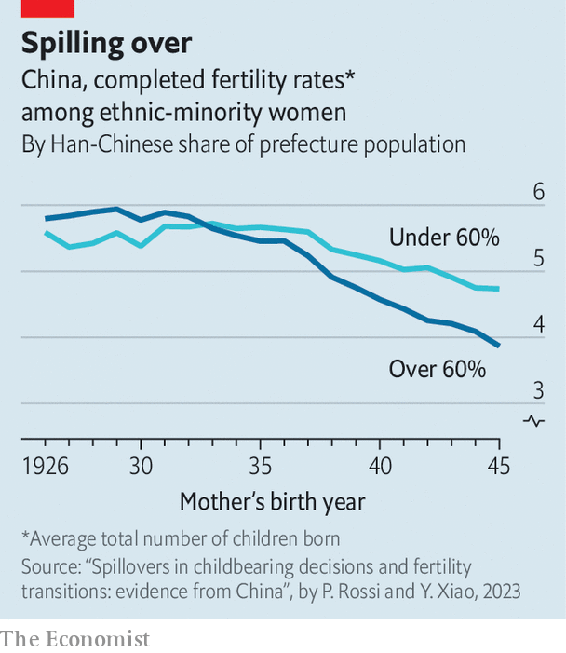 Spilling over
China, completed fertility rates*
among ethnic-minority women
By Han-Chinese share of prefecture population
6
Under 60%
5
4
Over 60%
3
1926 30 35 40 45
Mother's birth year
*Average total number of children born
Source: "Spillovers in childbearing decisions and fertility
transitions: evidence from China", by P. Rossi and Y. Xiao, 2023
The Economist